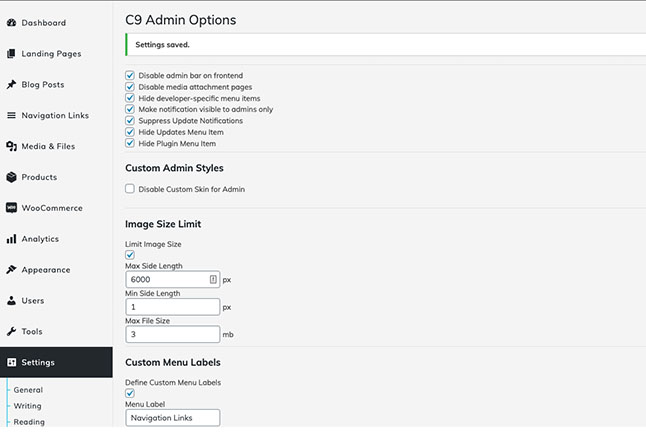 Dashboard
Landing Pages
Blog Posts
Navigation Links
Media & Files
Products
WooCommerce
Analytics
Appearance
Users
Tools
Settings
General
Writing
Reading
C9 Admin Options
Settings saved.
Disable admin bar on frontend
Disable media attachment pages
Hide developer-specific menu items
Make notification visible to admins only
Suppress Update Notifications
Hide Updates Menu Item
Hide Plugin Menu Item
Custom Admin Styles
Disable Custom Skin for Admin
Image Size Limit
Limit Image Size
Max Side Length
6000 px
Min Side Length
1 px
Max File Size
3 mb
Custom Menu Labels
Define Custom Menu Labels
Menu Label
Navigation Links